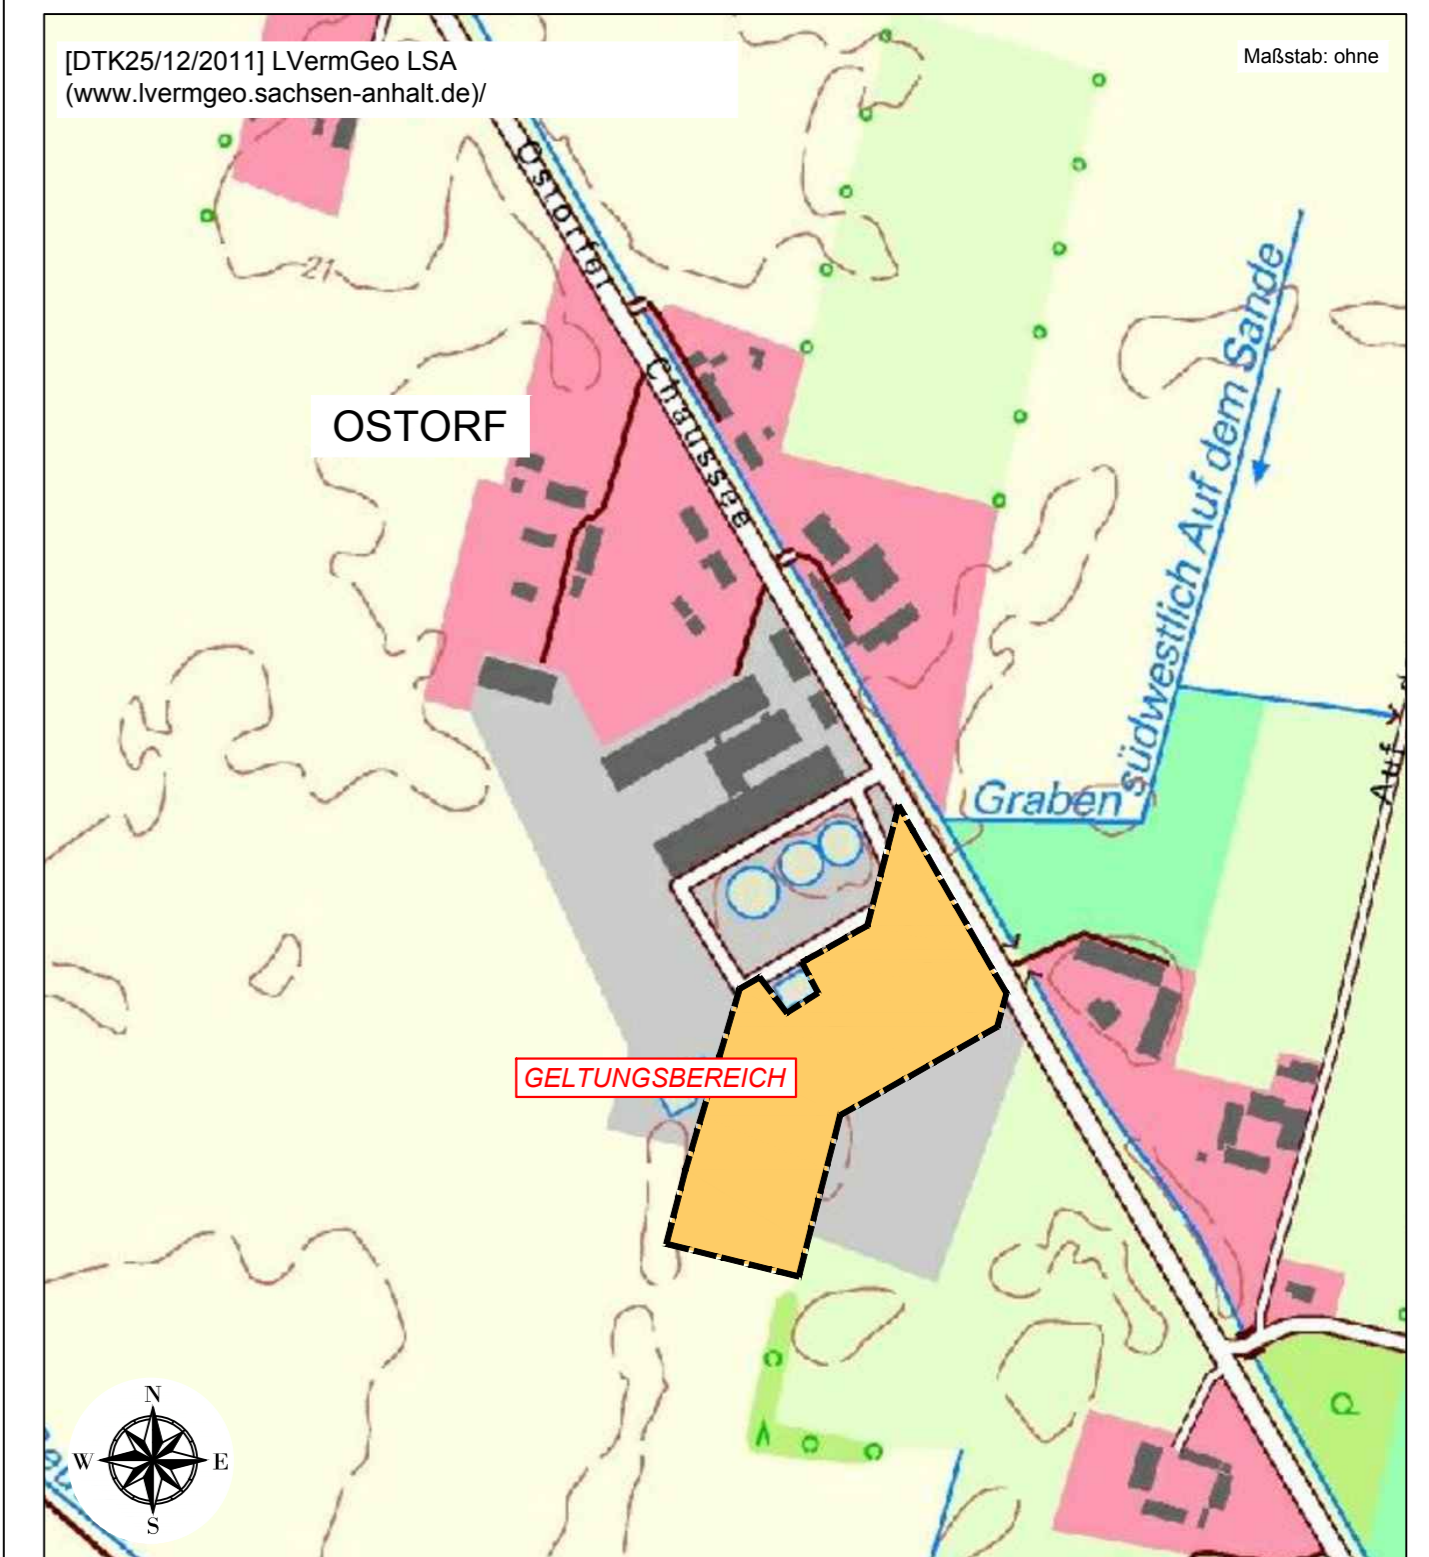 [DTK25/12/2011] LVermGeo LSA
(www.lvermgeo.sachsen-anhalt.de)/
Maßstab: ohne
Ostorfer Chaussee
21
OSTORF
südwestlich Auf dem Sande
Graben
Auf
GELTUNGSBEREICH
N
W
E
S